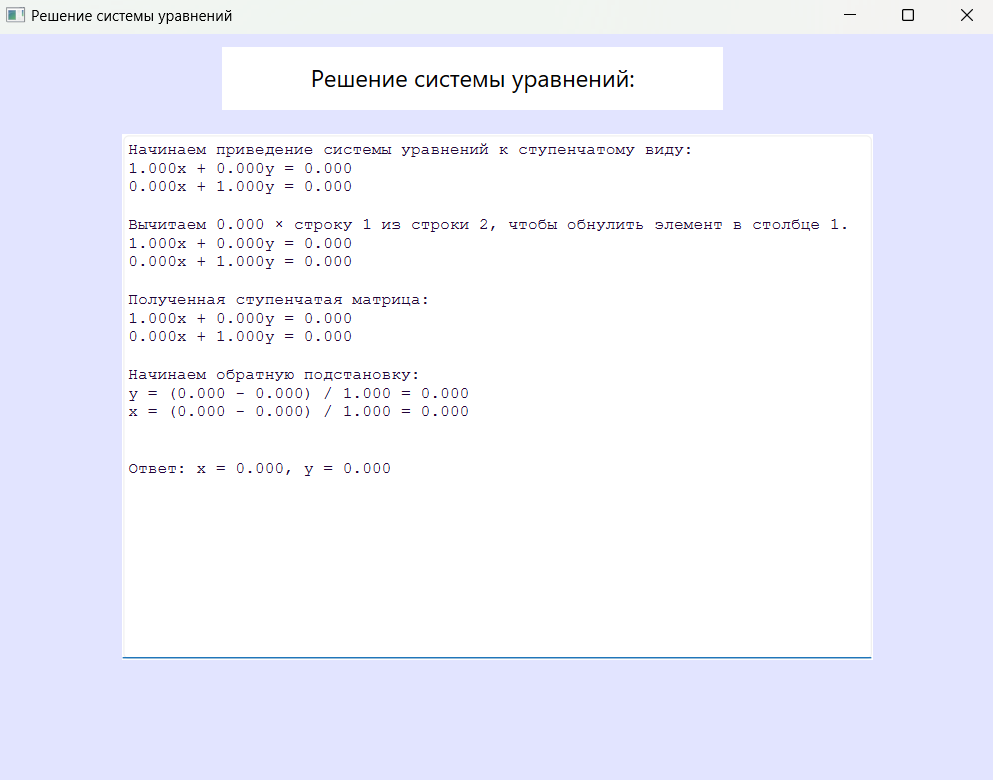 Решение системы уравнений
Решение системы уравнений:
Начинаем приведение системы уравнений к ступенчатому виду:
1.000x + 0.000y = 0.000
0.000x + 1.000y = 0.000
Вычитаем 0.000 × строку 1 из строки 2, чтобы обнулить элемент в столбце 1.
1.000x + 0.000y = 0.000
0.000x + 1.000y = 0.000
Полученная ступенчатая матрица:
1.000x + 0.000y = 0.000
0.000x + 1.000y = 0.000
Начинаем обратную подстановку:
y = (0.000 - 0.000) / 1.000 = 0.000
x = (0.000 - 0.000) / 1.000 = 0.000
Ответ: x = 0.000, y = 0.000